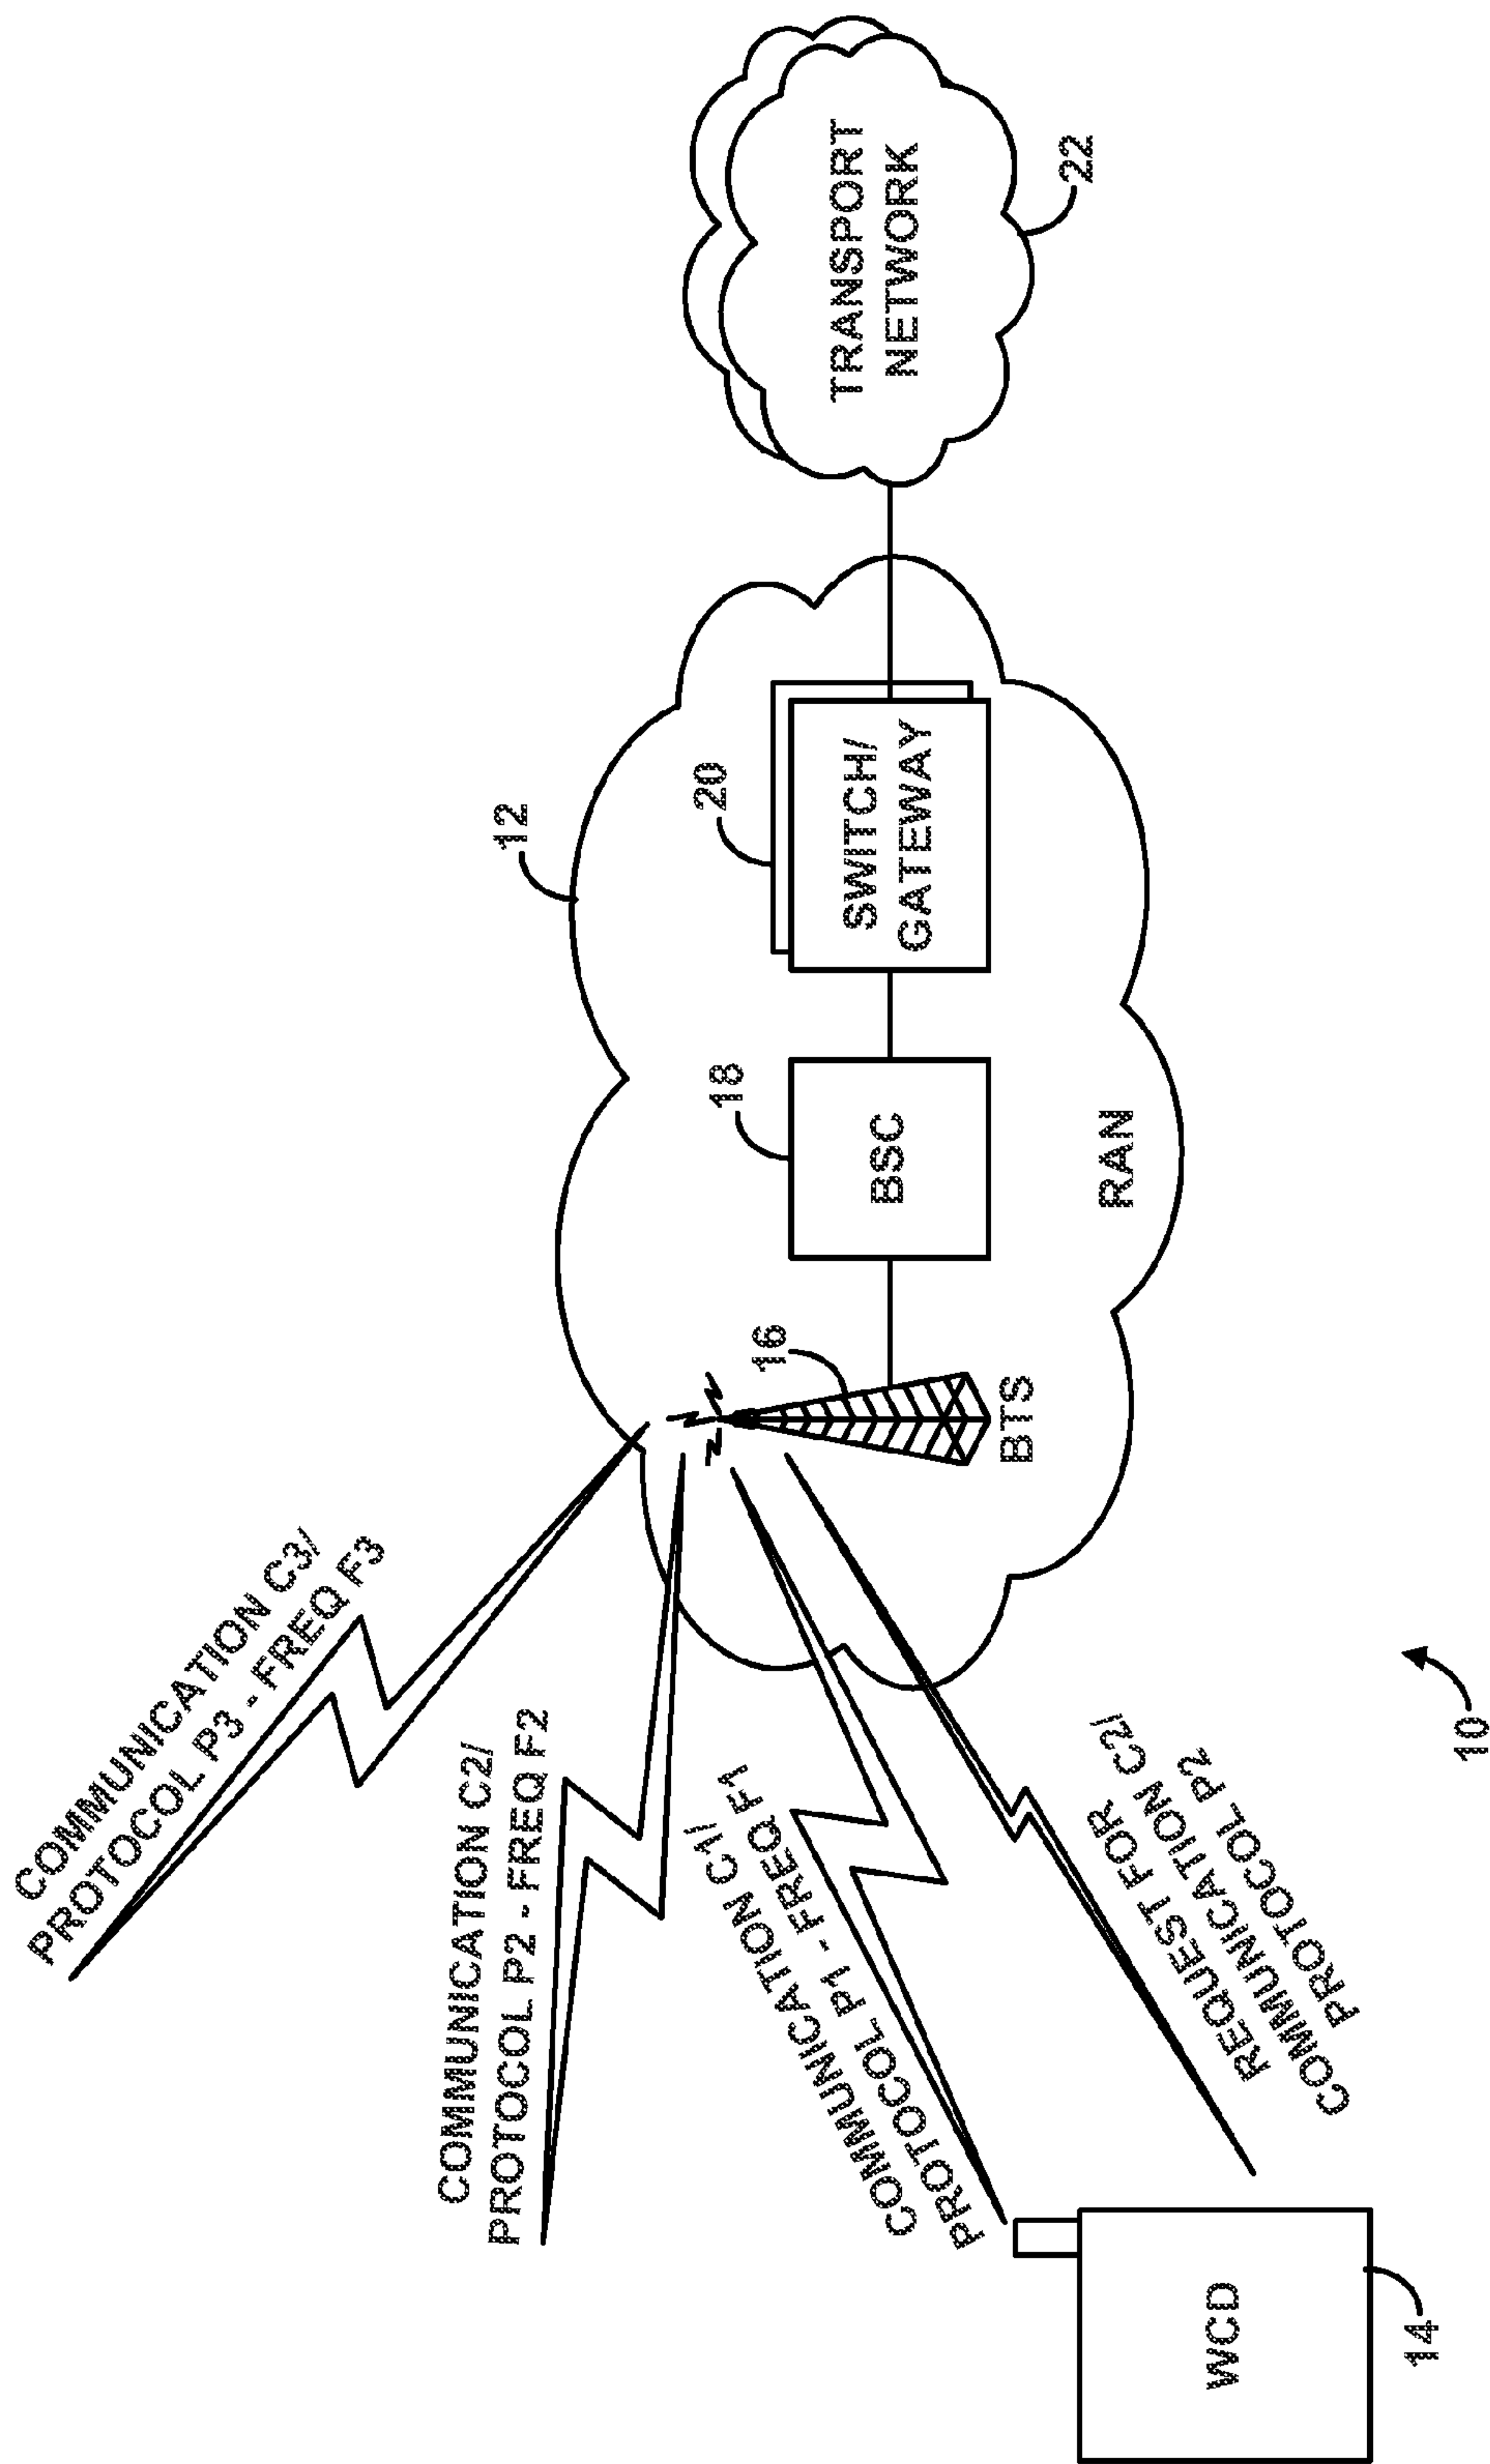 COMMUNICATION C3/
PROTOCOL P3 - FREQ F3
COMMUNICATION C2/
PROTOCOL P2 - FREQ F2
COMMUNICATION C1/
PROTOCOL P1 - FREQ F1
REQUEST FOR
COMMUNICATION C2/
PROTOCOL P2
WCD
14
10
12
16
BTS
18
BSC
RAN
20
SWITCH/
GATEWAY
TRANSPORT
NETWORK
22